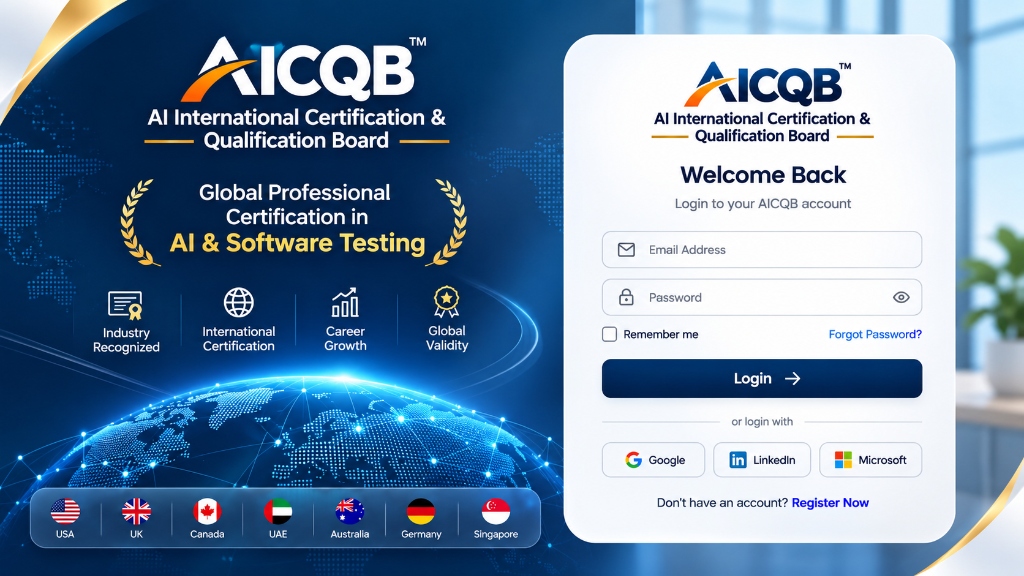 AICQB™
AI International Certification &
Qualification Board
Global Professional
Certification in
AI & Software Testing
Industry
Recognized
International
Certification
Career
Growth
Global
Validity
USA
UK
Canada
UAE
Australia
Germany
Singapore
AICQB™
AI International Certification &
Qualification Board
Welcome Back
Login to your AICQB account
Email Address
Password
Remember me
Forgot Password?
Login →
or login with
Google
LinkedIn
Microsoft
Don't have an account? Register Now